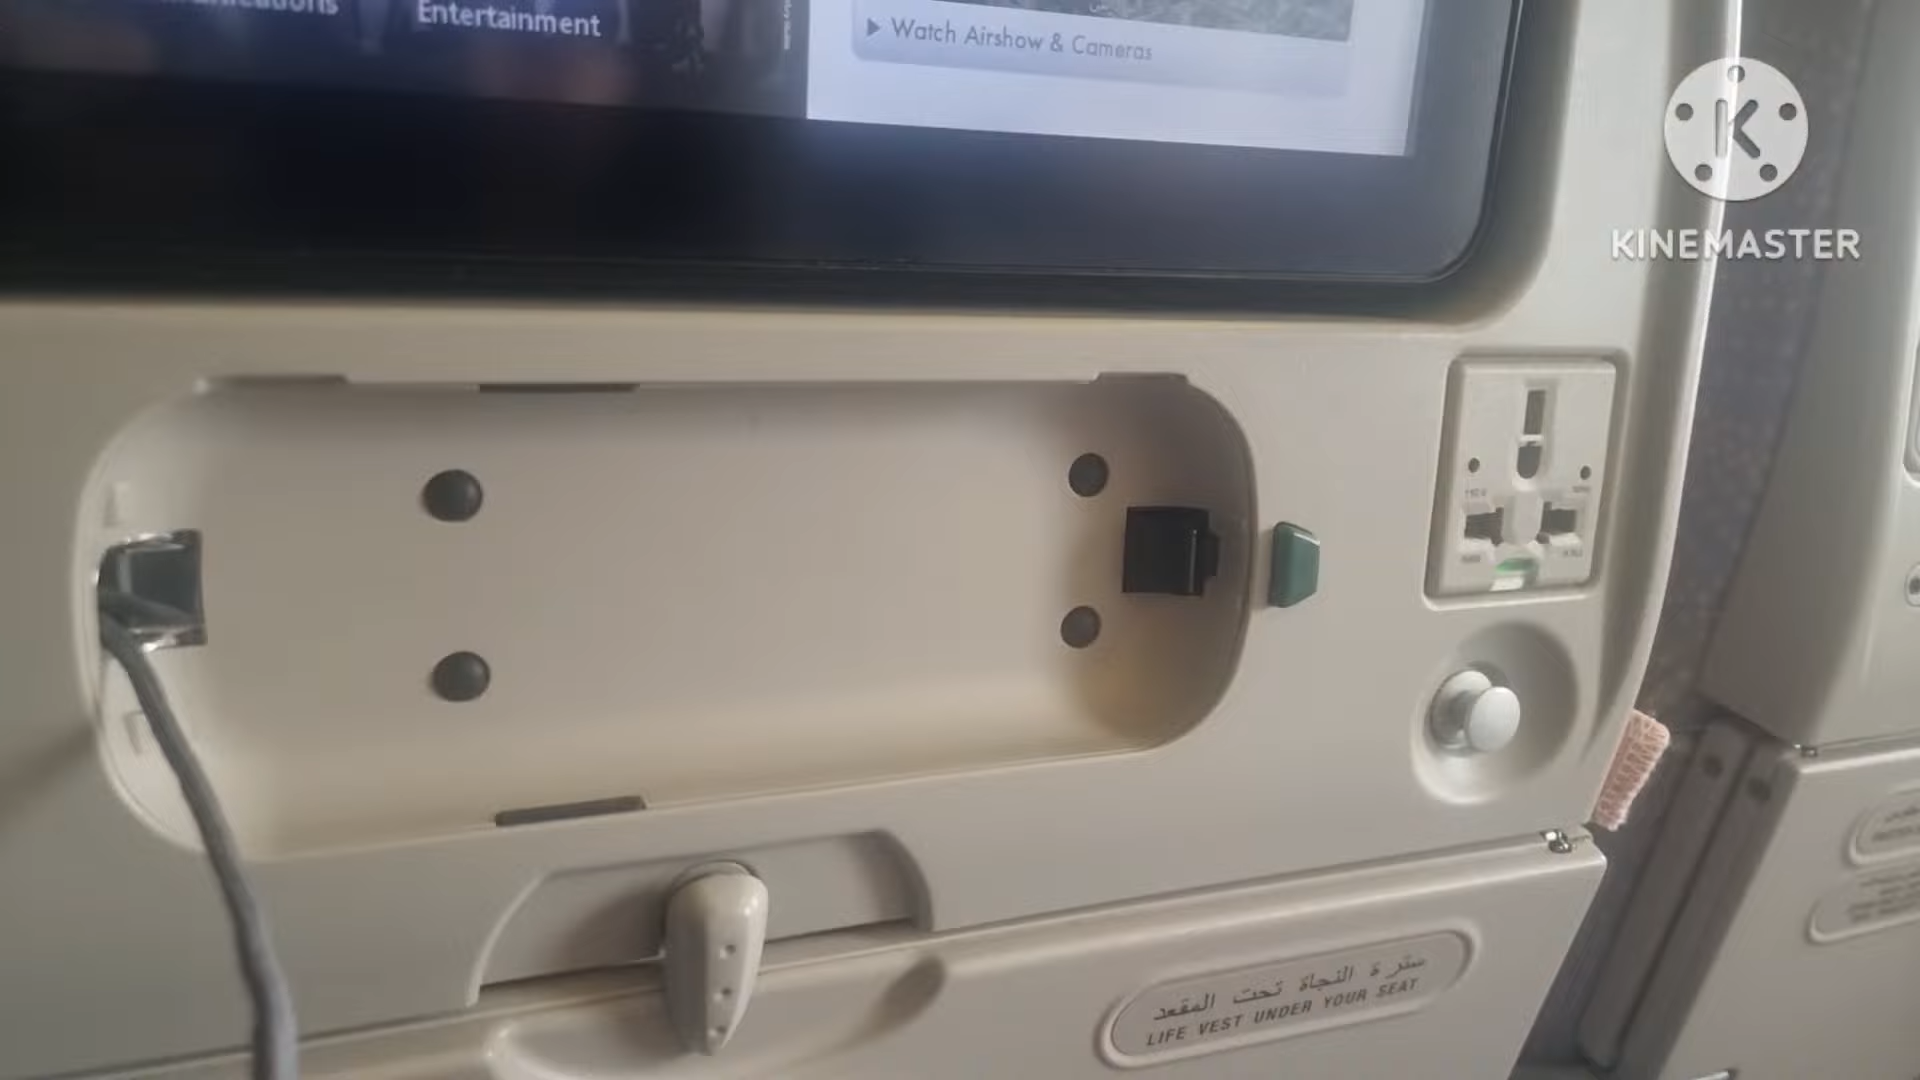 Entertainment
▶ Watch Airshow & Cameras
K
KINEMASTER
سترة النجاة تحت المقعد
LIFE VEST UNDER YOUR SEAT